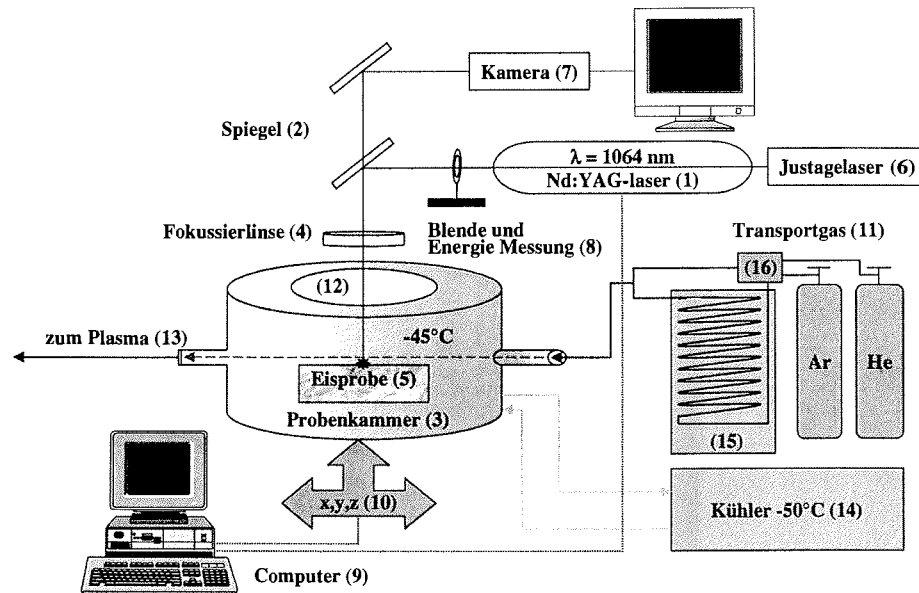 Kamera (7)
Spiegel (2)
λ = 1064 nm
Nd:YAG-laser (1)
Justagelaser (6)
Blende und
Energie Messung (8)
Fokussierlinse (4)
Transportgas (11)
(16)
(12)
zum Plasma (13)
-45°C
Ar
He
Eisprobe (5)
Probenkammer (3)
(15)
x,y,z (10)
Kühler -50°C (14)
Computer (9)